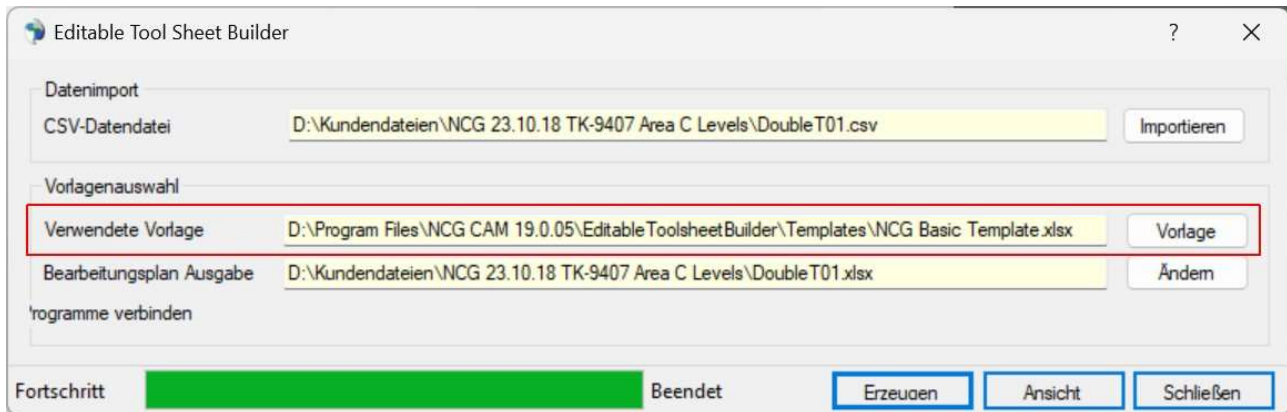 Editable Tool Sheet Builder ? X
Datenimport
CSV-Datendatei D:\Kundendateien\NCG 23.10.18 TK-9407 Area C Levels\DoubleT01.csv Importieren
Vorlagenauswahl
Verwendete Vorlage D:\Program Files\NCG CAM 19.0.05\EditableToolsheetBuilder\Templates\NCG Basic Template.xlsx Vorlage
Bearbeitungsplan Ausgabe D:\Kundendateien\NCG 23.10.18 TK-9407 Area C Levels\DoubleT01.xlsx Ändern
rogramme verbinden
Fortschritt Beendet Erzeugen Ansicht Schließen